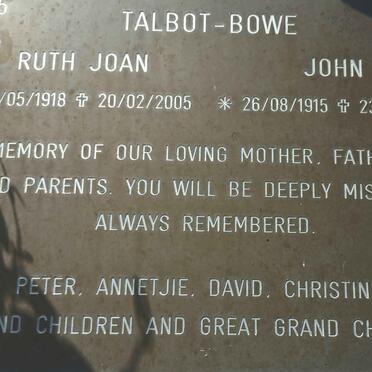 TALBOT-BOWE
RUTH JOAN JOHN
/05/1918 ✝ 20/02/2005 * 26/08/1915 ✝ 23
MEMORY OF OUR LOVING MOTHER, FATH
D PARENTS. YOU WILL BE DEEPLY MIS
ALWAYS REMEMBERED.
PETER, ANNETJIE, DAVID, CHRISTIN
ND CHILDREN AND GREAT GRAND CH